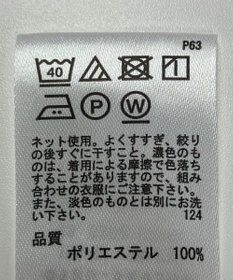 P63
40
P
W
ネット使用。よくすすぎ、絞り
の後すぐに干すこと、濃色のも
のは、着用による摩擦で色落ち
することがありますので、組み
合わせの衣服にご注意下さい。
また、淡色のものとは別にお洗
い下さい。 124
品質
ポリエステル 100%